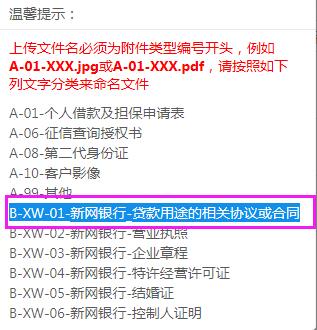 温馨提示：
上传文件名必须为附件类型编号开头，例如
A-01-XXX.jpg或A-01-XXX.pdf，请按照如下
列文字分类来命名文件
A-01-个人借款及担保申请表
A-06-征信查询授权书
A-08-第二代身份证
A-10-客户影像
A-99-其他
B-XW-01-新网银行-贷款用途的相关协议或合同
B-XW-02-新网银行-营业执照
B-XW-03-新网银行-企业章程
B-XW-04-新网银行-特许经营许可证
B-XW-05-新网银行-结婚证
B-XW-06-新网银行-控制人证明